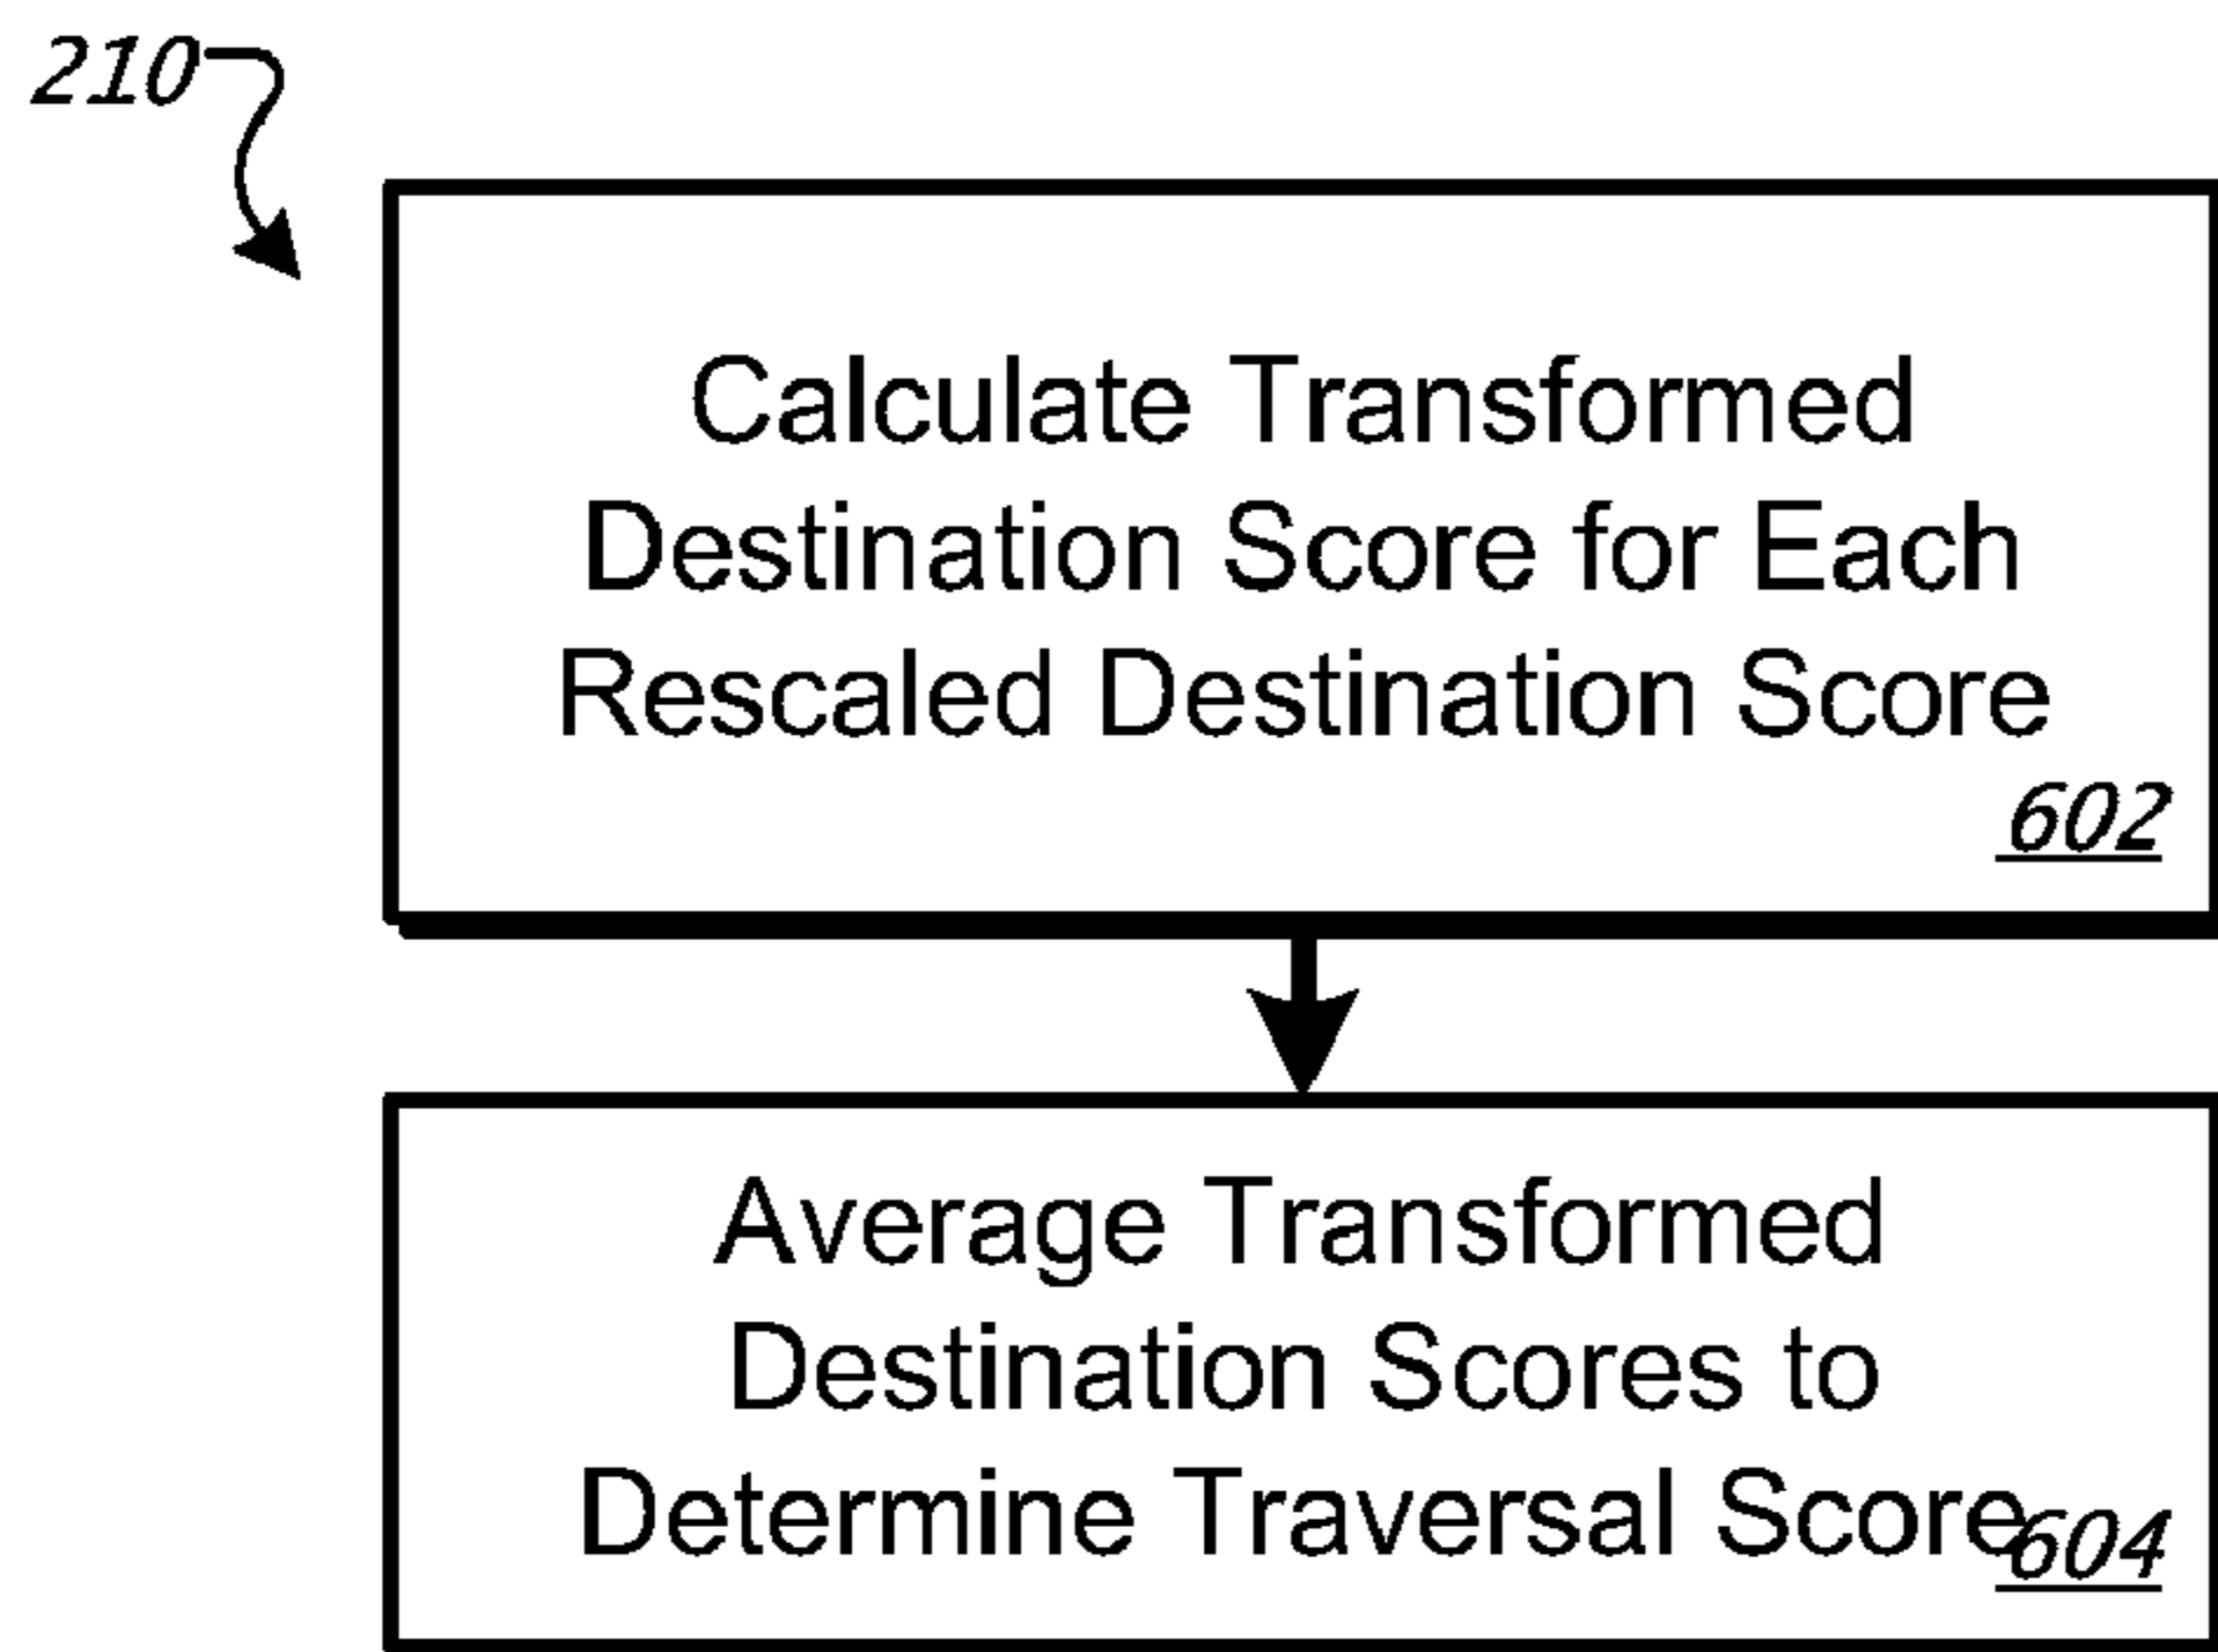 210
Calculate Transformed
Destination Score for Each
Rescaled Destination Score
602
Average Transformed
Destination Scores to
Determine Traversal Score
604